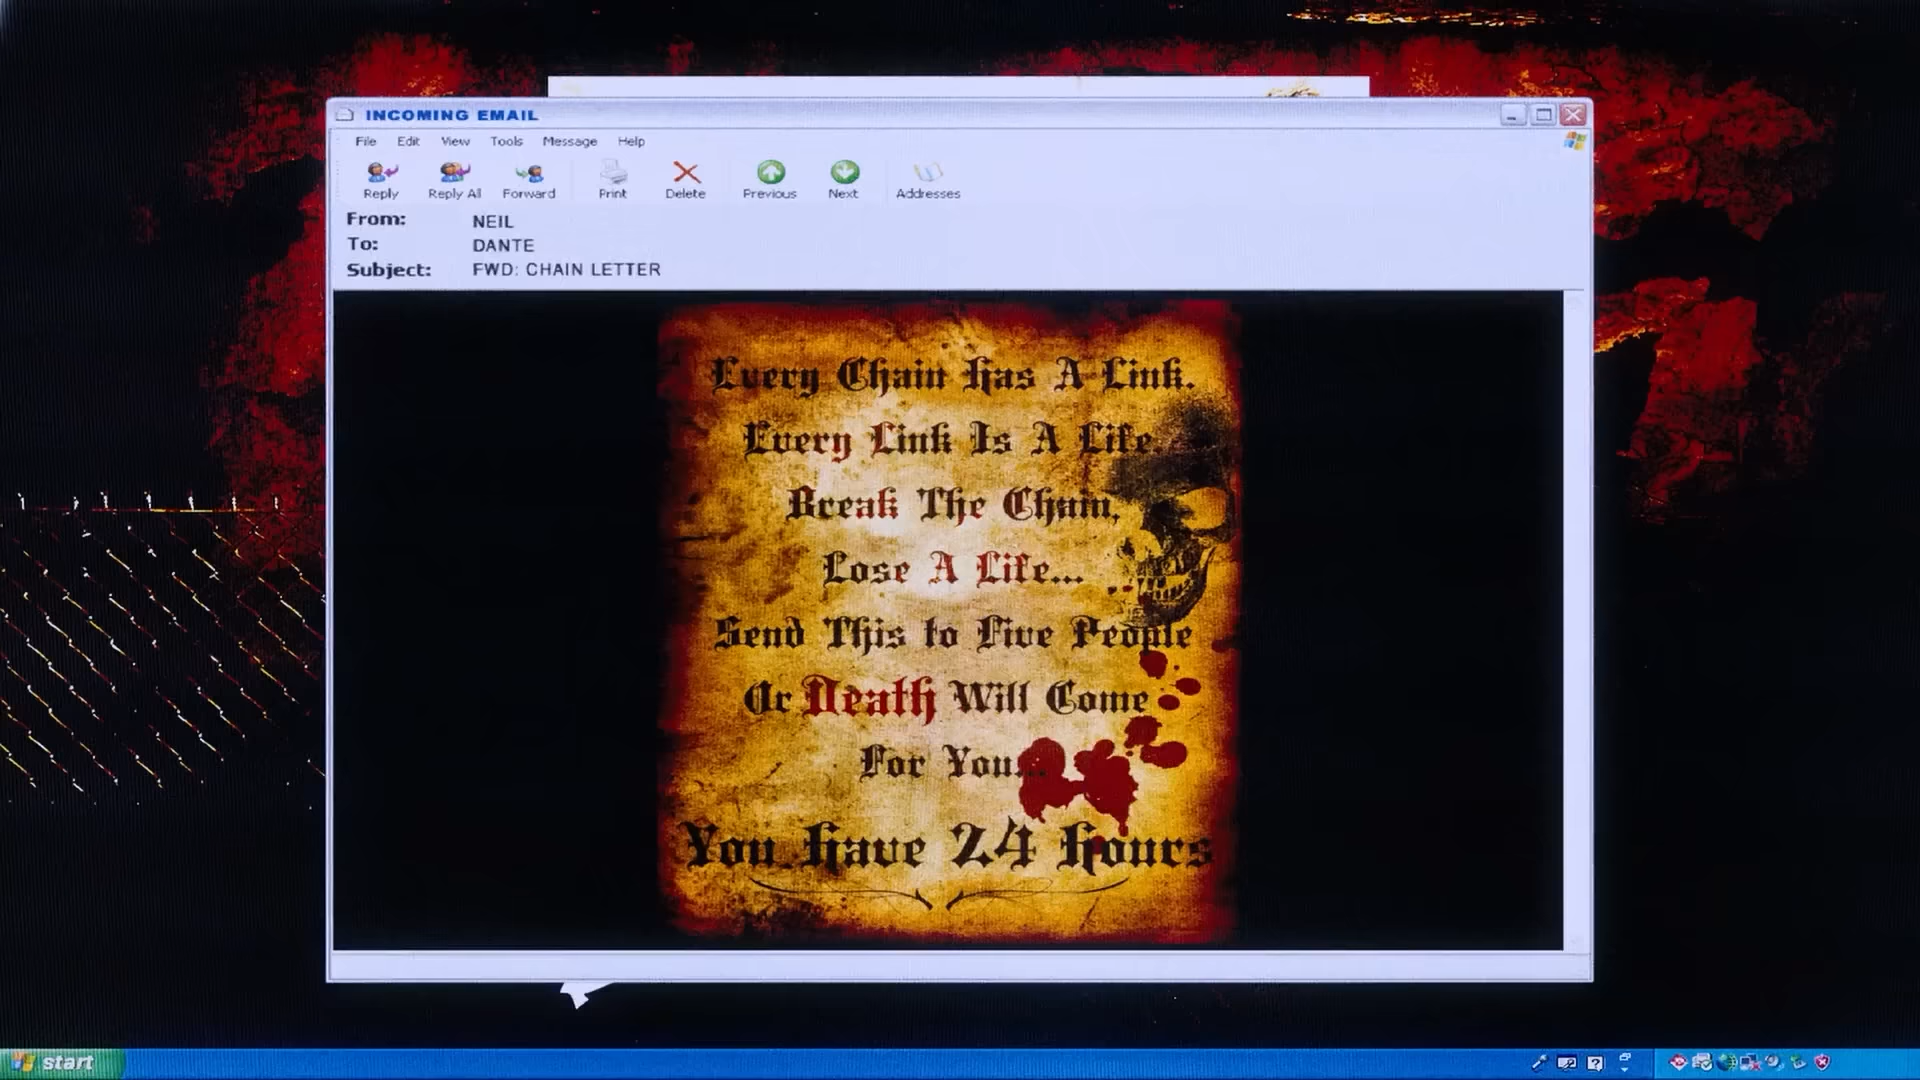 INCOMING EMAIL
File Edit View Tools Message Help
Reply Reply All Forward Print Delete Previous Next Addresses
From: NEIL
To: DANTE
Subject: FWD: CHAIN LETTER
Every Chain has A Link.
Every Link Is A Life.
Break The Chain,
Lose A Life...
Send This to Five People
Or Death Will Come
For You...
You have 24 hours
start